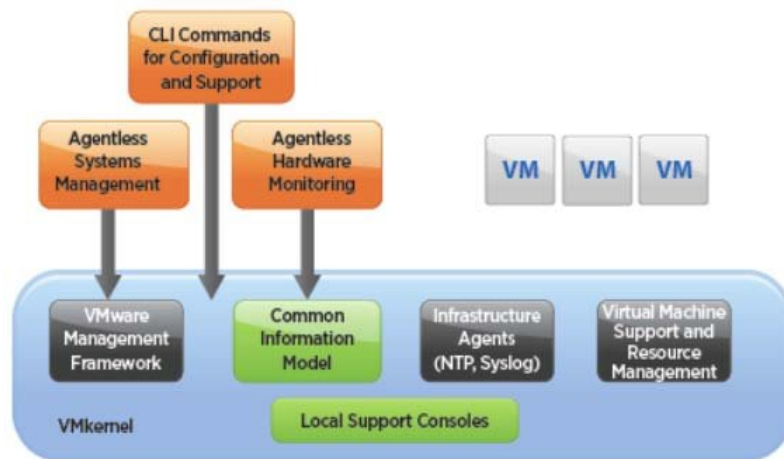 CLI Commands
for Configuration
and Support
Agentless
Systems
Management
Agentless
Hardware
Monitoring
VM
VM
VM
VMware
Management
Framework
Common
Information
Model
Infrastructure
Agents
(NTP, Syslog)
Virtual Machine
Support and
Resource
Management
Local Support Consoles
VMkernel